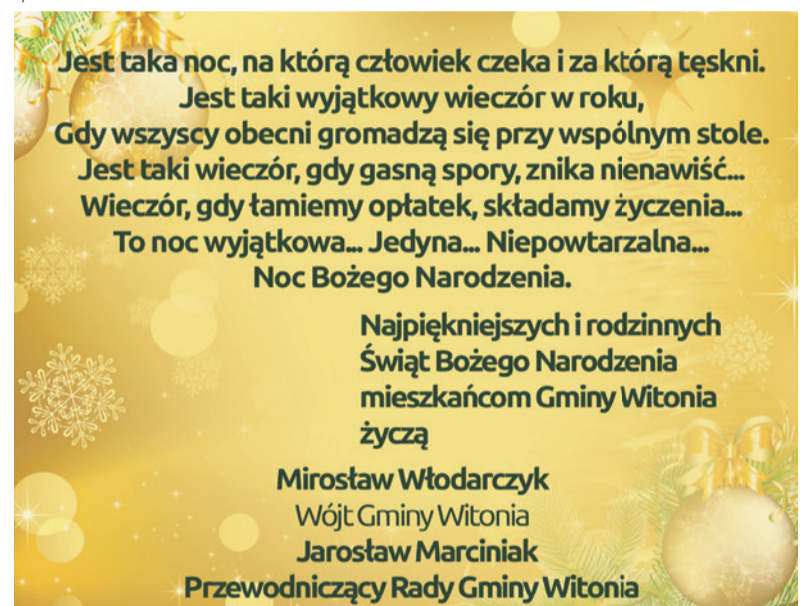 Jest taka noc, na którą człowiek czeka i za którą tęskni.
Jest taki wyjątkowy wieczór w roku,
Gdy wszyscy obecni gromadzą się przy wspólnym stole.
Jest taki wieczór, gdy gasną spory, znika nienawiść...
Wieczór, gdy łamiemy opłatek, składamy życzenia...
To noc wyjątkowa... Jedyna... Niepowtarzalna...
Noc Bożego Narodzenia.
Najpiękniejszych i rodzinnych
Świąt Bożego Narodzenia
mieszkańcom Gminy Witonia
życzą
Mirosław Włodarczyk
Wójt Gminy Witonia
Jarosław Marciniak
Przewodniczący Rady Gminy Witonia